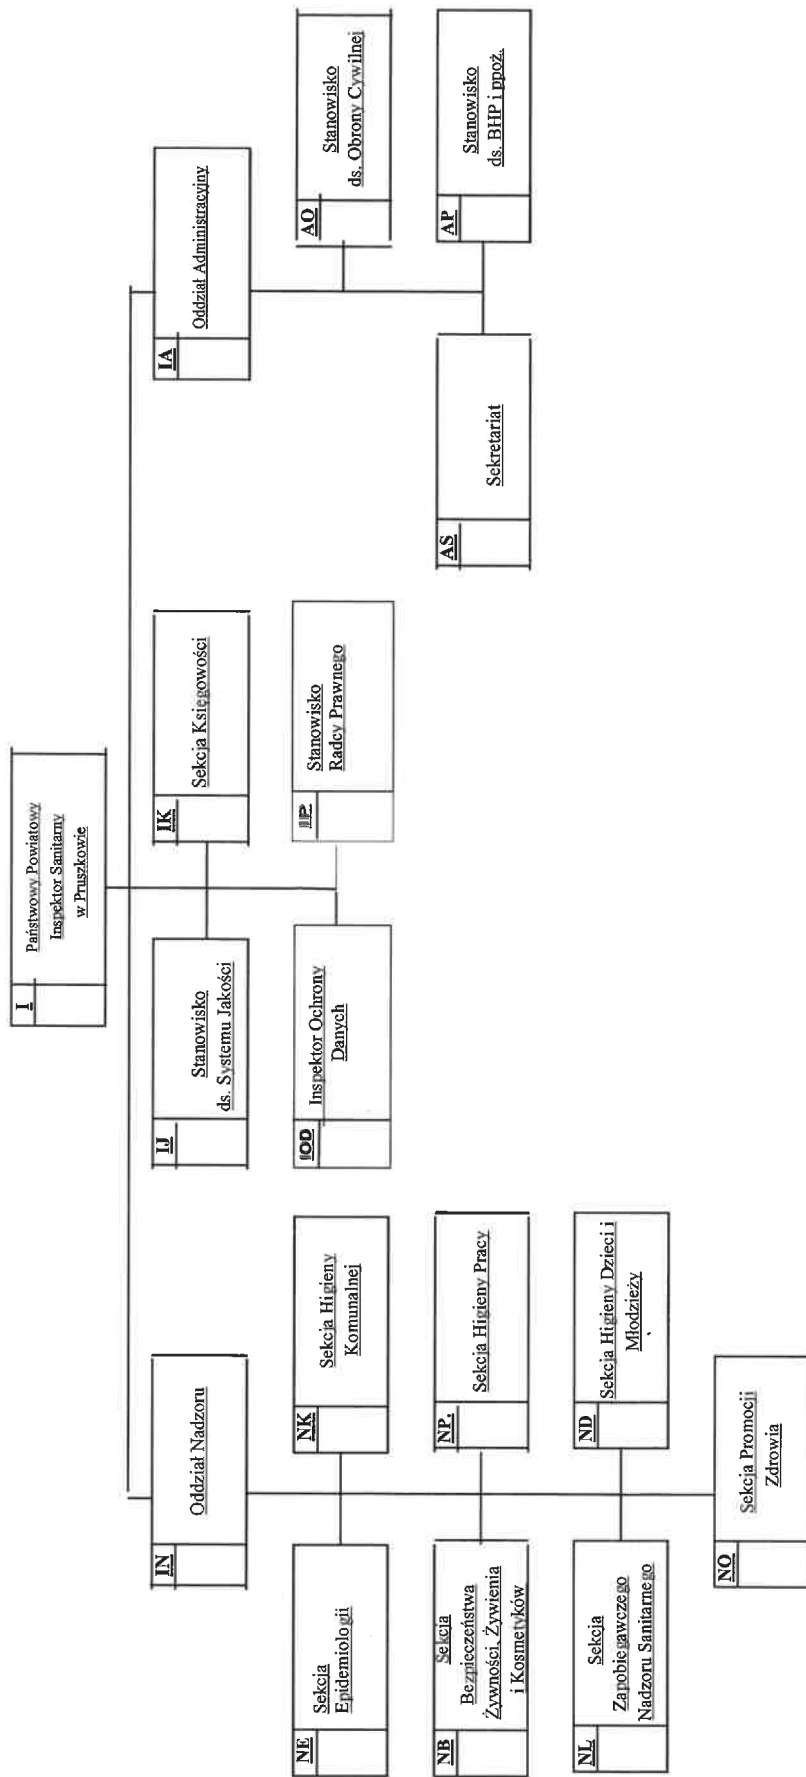 I
Państwowy Powiatowy
Inspektor Sanitarny
w Pruszkowie
IN
Oddział Nadzoru
IJ
Stanowisko
ds. Systemu Jakości
IK
Sekcja Księgowości
IA
Oddział Administracyjny
NE
Sekcja
Epidemiologii
NK
Sekcja Higieny
Komunalnej
IOD
Inspektor Ochrony
Danych
IP
Stanowisko
Radcy Prawnego
AO
Stanowisko
ds. Obrony Cywilnej
NB
Sekcja
Bezpieczeństwa
Żywności, Żywienia
i Kosmetyków
NP.
Sekcja Higieny Pracy
AS
Sekretariat
AP
Stanowisko
ds. BHP i ppoż.
NL
Sekcja
Zapobiegawczego
Nadzoru Sanitarnego
ND
Sekcja Higieny Dzieci i
Młodzieży
NO
Sekcja Promocji
Zdrowia